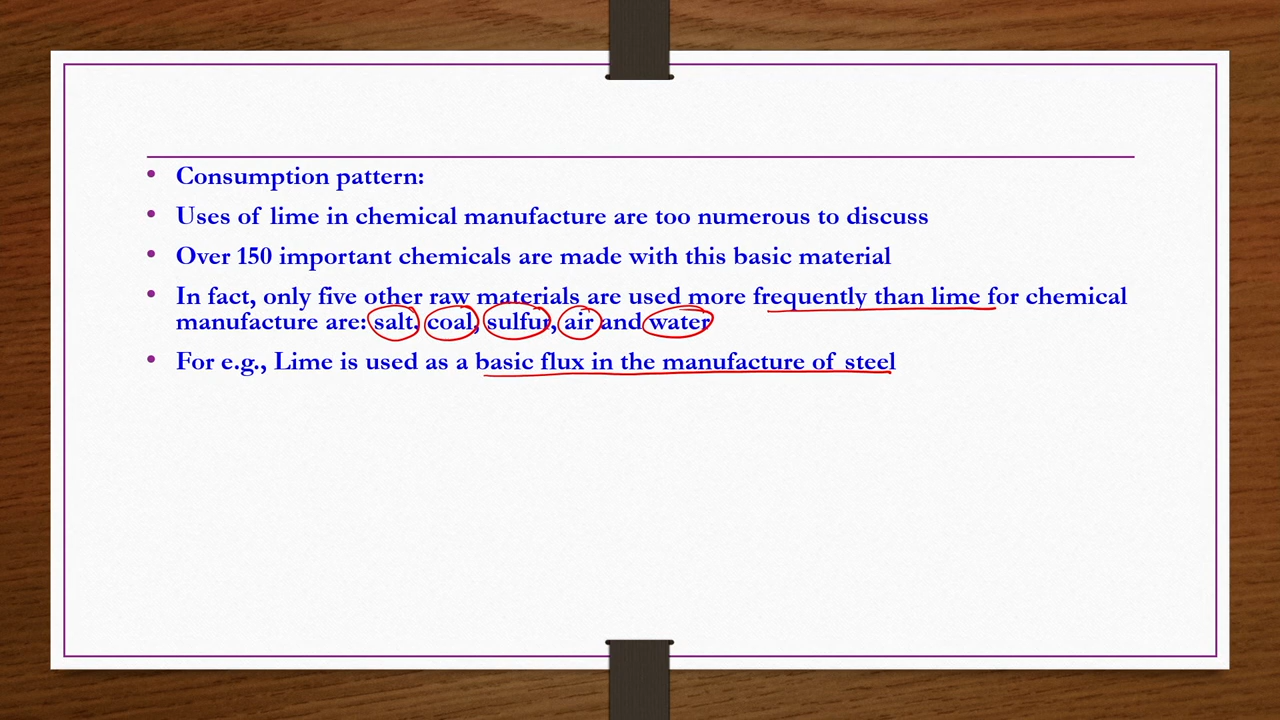 • Consumption pattern:
• Uses of lime in chemical manufacture are too numerous to discuss
• Over 150 important chemicals are made with this basic material
• In fact, only five other raw materials are used more frequently than lime for chemical
manufacture are: salt, coal, sulfur, air and water
• For e.g., Lime is used as a basic flux in the manufacture of steel